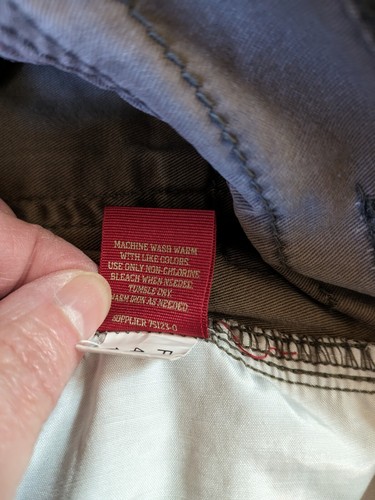 MACHINE WASH WARM
WITH LIKE COLORS.
USE ONLY NON-CHLORINE
BLEACH WHEN NEEDED.
TUMBLE DRY.
WARM IRON AS NEEDED.
SUPPLIER 75123-0